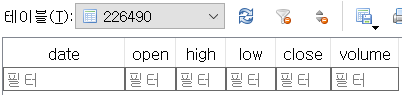 테이블(T): 226490
date open high low close volume
필터 필터 필터 필터 필터 필터